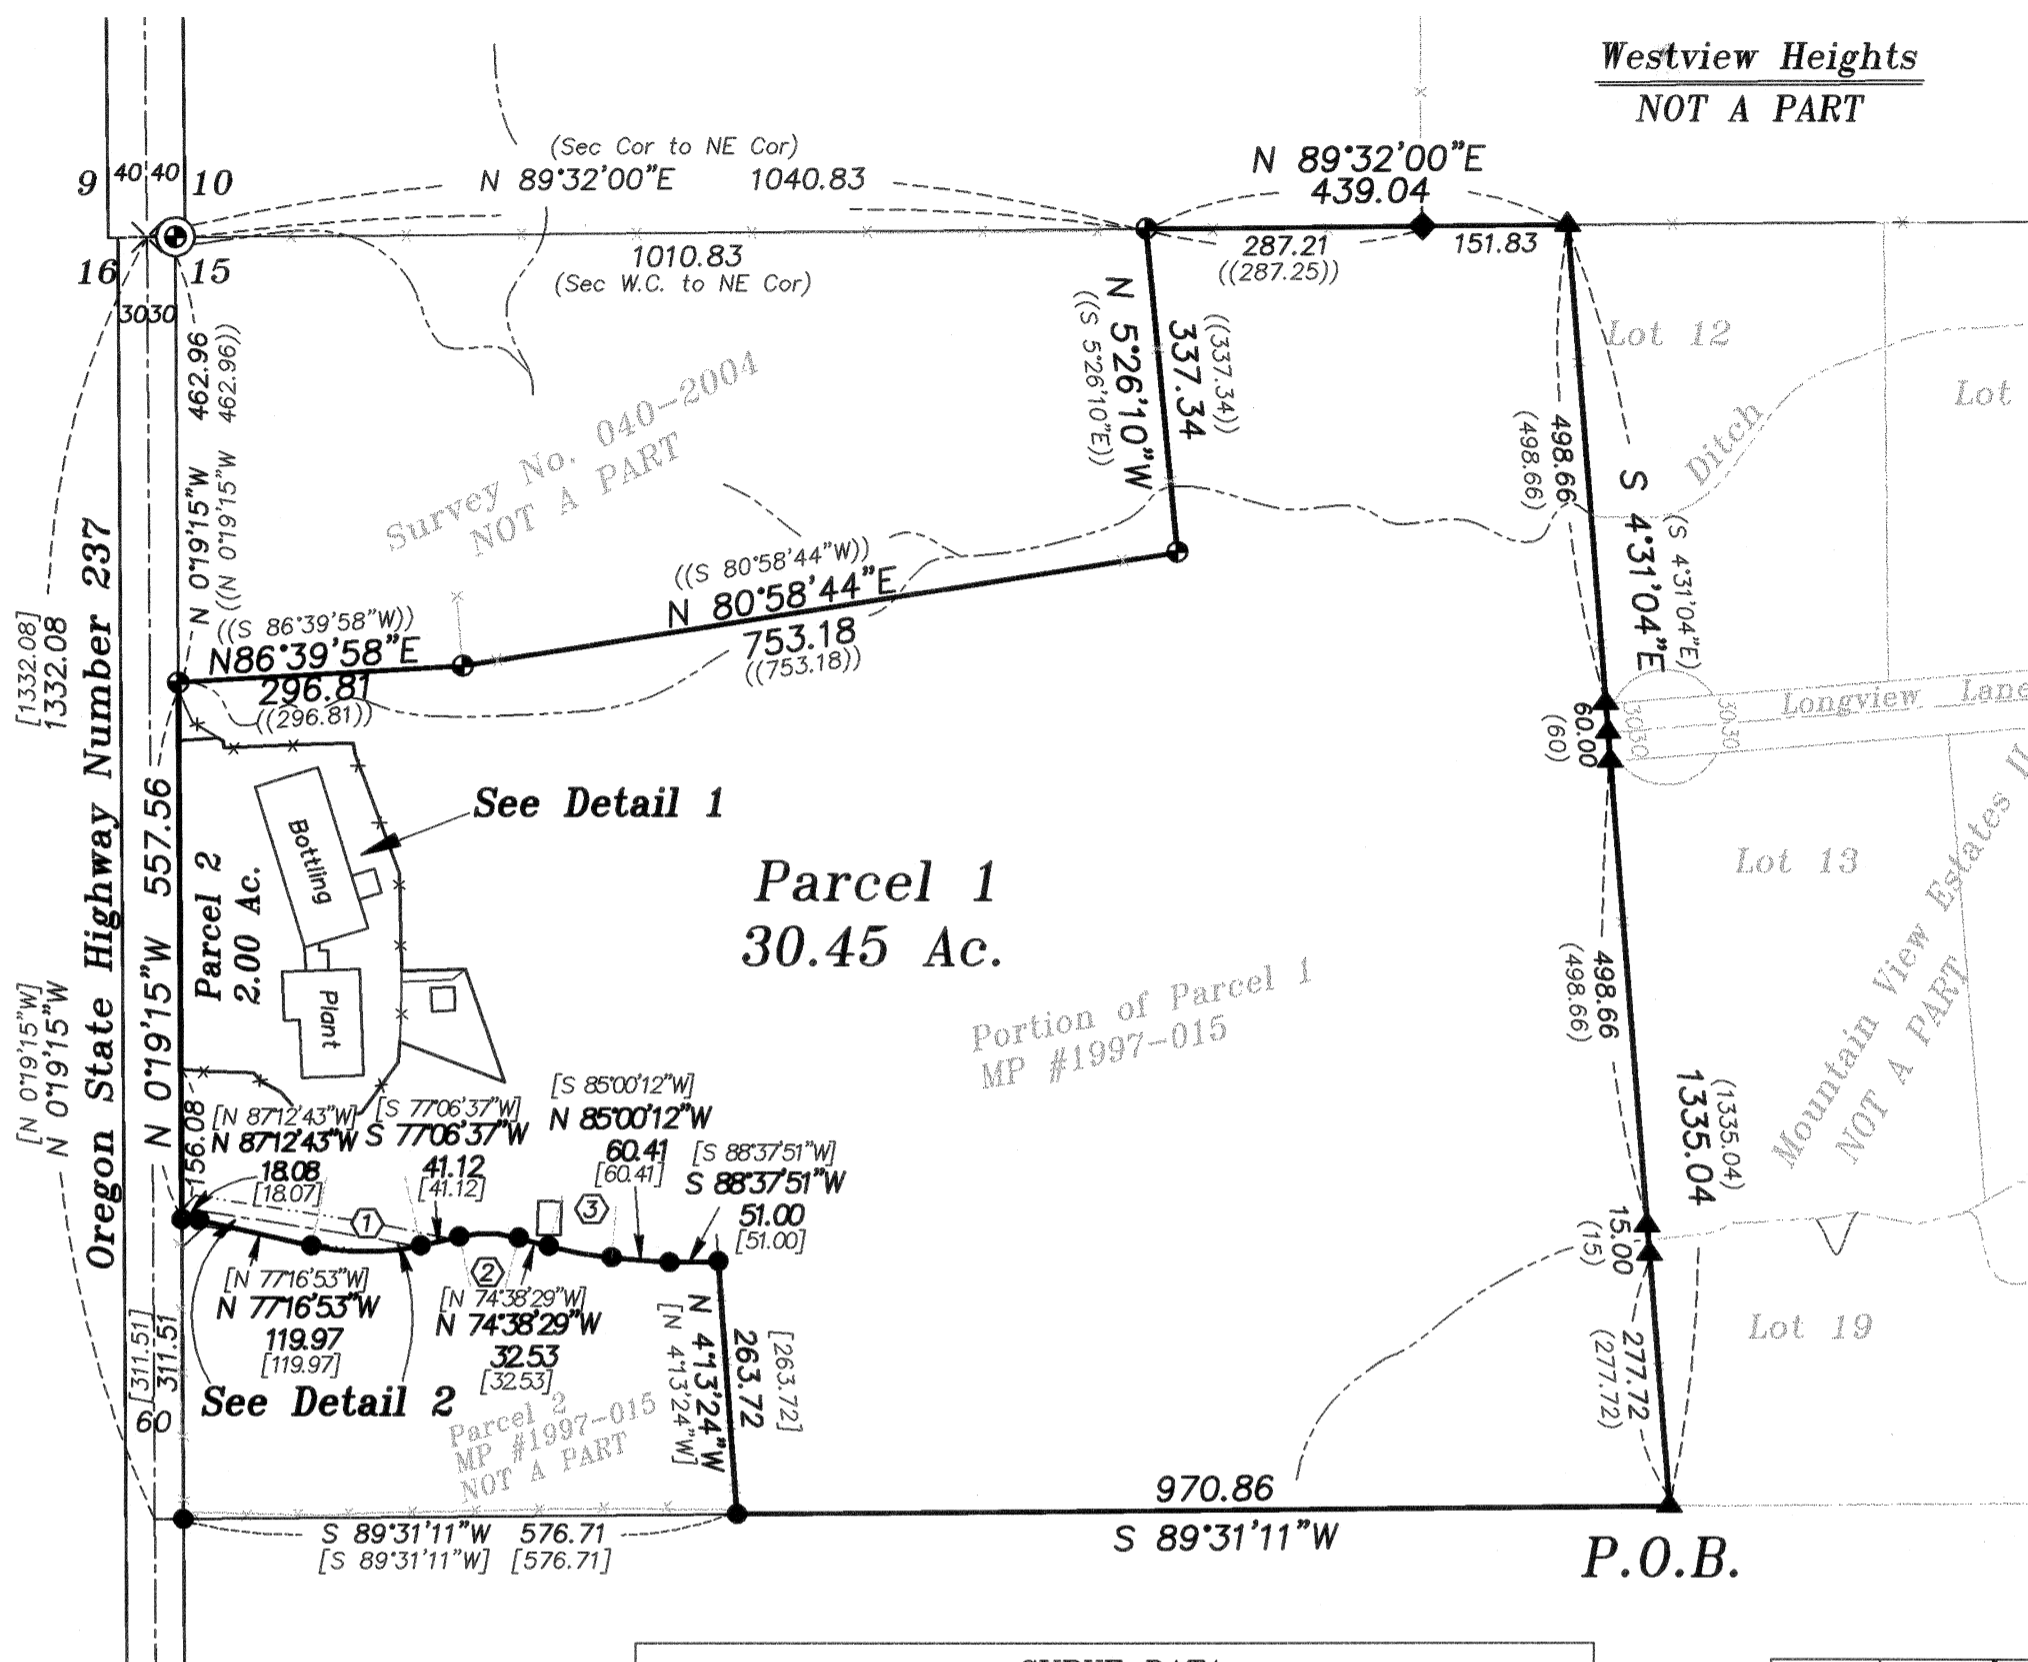 Westview Heights
NOT A PART
9
40
40
10
16
15
30
30
(Sec Cor to NE Cor)
N 89°32'00"E 1040.83
1010.83
(Sec W.C. to NE Cor)
N 89°32'00"E
439.04
287.21
((287.25))
151.83
N 5°26'10"W
((S 5°26'10"E))
337.34
((337.34))
N 0°19'15"W 462.96
((N 0°19'15"W 462.96))
Survey No. 040-2004
NOT A PART
Lot 12
Lot
Ditch
498.66
(498.66)
S 4°31'04"E
(S 4°31'04"E)
[1332.08]
1332.08
Oregon State Highway Number 237
((S 86°39'58"W))
N86°39'58"E
296.81
((296.81))
((S 80°58'44"W))
N 80°58'44"E
753.18
((753.18))
60.00
(60)
30
30
30
30
Longview Lane
See Detail 1
Bottling
Plant
Parcel 2
2.00 Ac.
N 0°19'15"W 557.56
Parcel 1
30.45 Ac.
Portion of Parcel 1
MP #1997-015
Lot 13
Mountain View Estates II
NOT A PART
498.66
(498.66)
[N 0°19'15"W]
N 0°19'15"W
1335.04
(1335.04)
156.08
[N 87°12'43"W]
N 87°12'43"W
18.08
[18.07]
[S 77°06'37"W]
S 77°06'37"W
41.12
[41.12]
[S 85°00'12"W]
N 85°00'12"W
60.41
[60.41]
[S 88°37'51"W]
S 88°37'51"W
51.00
[51.00]
1
2
3
[N 77°16'53"W]
N 77°16'53"W
119.97
[119.97]
[N 74°38'29"W]
N 74°38'29"W
32.53
[32.53]
See Detail 2
[311.51]
311.51
60
Parcel 2
MP #1997-015
NOT A PART
N 4°13'24"W
[N 4°13'24"W]
263.72
[263.72]
15.00
(15)
Lot 19
277.72
(277.72)
970.86
S 89°31'11"W
S 89°31'11"W 576.71
[S 89°31'11"W] [576.71]
P.O.B.